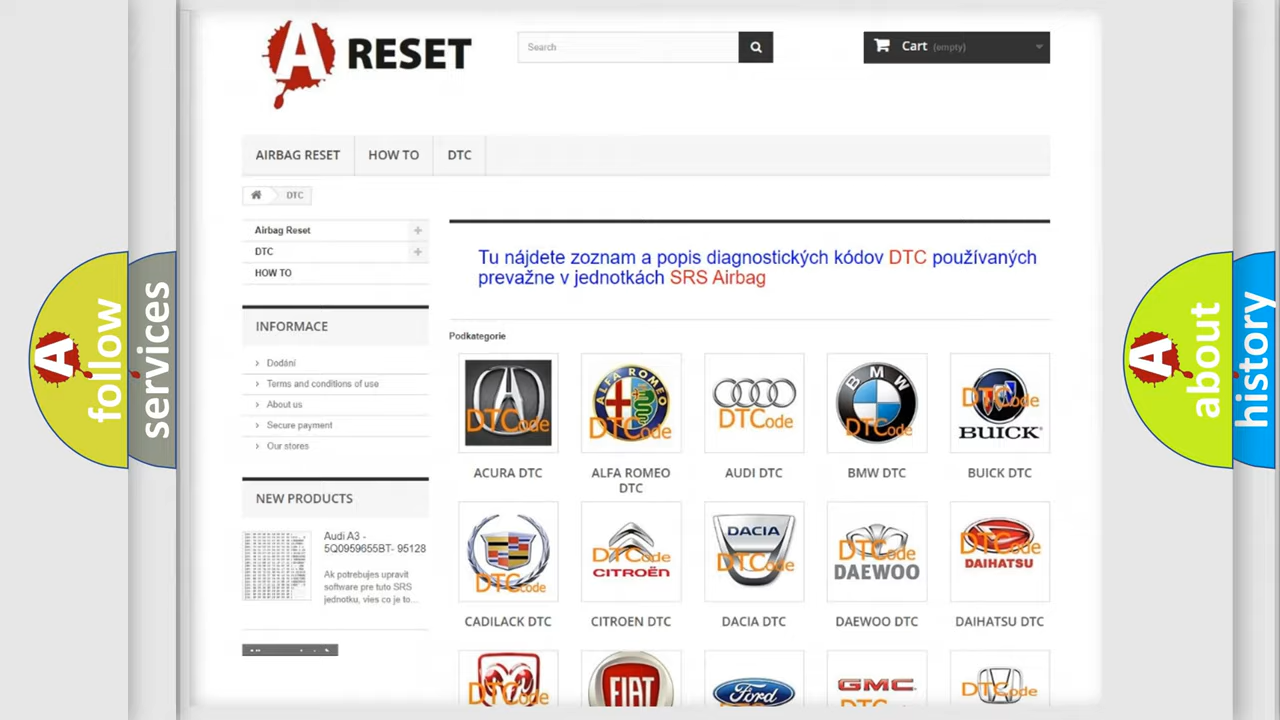 A RESET
Search
Cart (empty)
AIRBAG RESET
HOW TO
DTC
DTC
Airbag Reset
DTC
HOW TO
Tu nájdete zoznam a popis diagnostických kódov DTC používaných
prevažne v jednotkách SRS Airbag
INFORMACE
Dodání
Terms and conditions of use
About us
Secure payment
Our stores
NEW PRODUCTS
Audi A3 -
5Q0959655BT- 95128
Ak potrebujes upravit
software pre tuto SRS
jednotku, vies co je to...
Podkategorie
DTCode
ALFA ROMEO
DTCode
DTCode
BMW
DTCode
DTCode
BUICK
ACURA DTC
ALFA ROMEO
DTC
AUDI DTC
BMW DTC
BUICK DTC
DTCode
DTCode
CITROËN
DACIA
DTCode
DTCode
DAEWOO
DTCode
DAIHATSU
CADILACK DTC
CITROEN DTC
DACIA DTC
DAEWOO DTC
DAIHATSU DTC
DTCode
FIAT
Ford
GMC
DTCode
A follow
services
A about
history